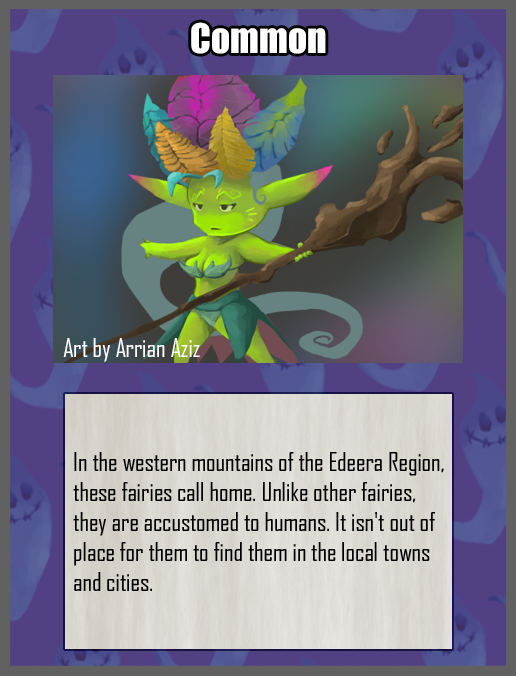 Common
Art by Arrian Aziz
In the western mountains of the Edeera Region,
these fairies call home. Unlike other fairies,
they are accustomed to humans. It isn't out of
place for them to find them in the local towns
and cities.